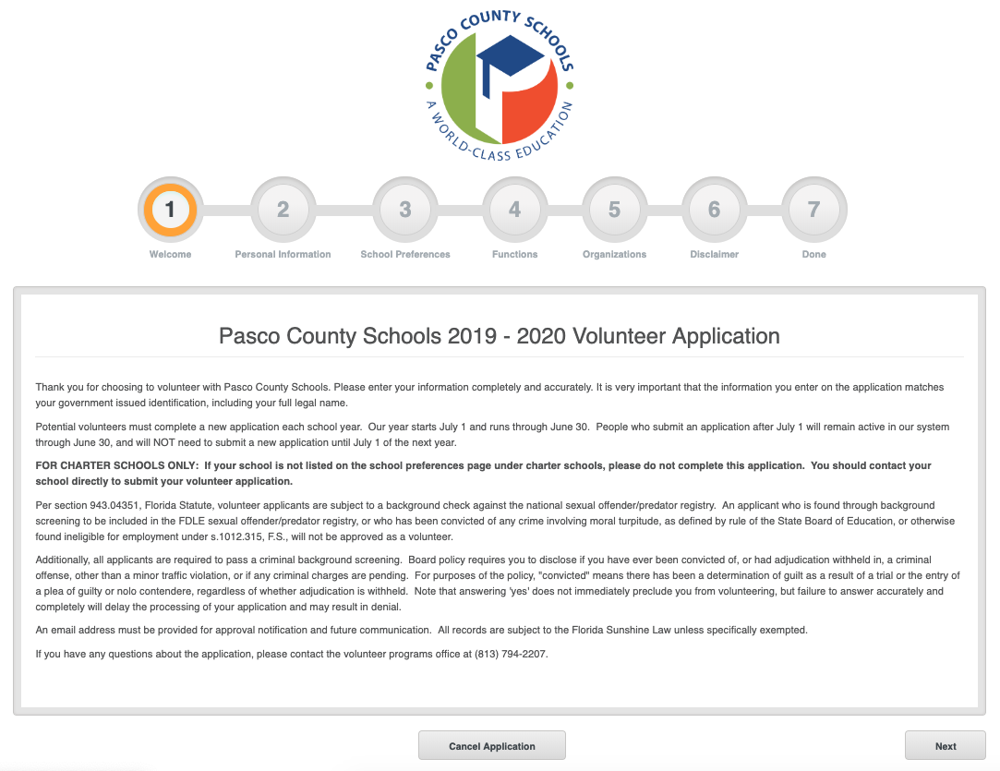 PASCO COUNTY SCHOOLS
A WORLD-CLASS EDUCATION
1 2 3 4 5 6 7
Welcome Personal Information School Preferences Functions Organizations Disclaimer Done
Pasco County Schools 2019 - 2020 Volunteer Application
Thank you for choosing to volunteer with Pasco County Schools. Please enter your information completely and accurately. It is very important that the information you enter on the application matches
your government issued identification, including your full legal name.
Potential volunteers must complete a new application each school year.  Our year starts July 1 and runs through June 30.  People who submit an application after July 1 will remain active in our system
through June 30, and will NOT need to submit a new application until July 1 of the next year.
FOR CHARTER SCHOOLS ONLY:  If your school is not listed on the school preferences page under charter schools, please do not complete this application.  You should contact your
school directly to submit your volunteer application.
Per section 943.04351, Florida Statute, volunteer applicants are subject to a background check against the national sexual offender/predator registry.  An applicant who is found through background
screening to be included in the FDLE sexual offender/predator registry, or who has been convicted of any crime involving moral turpitude, as defined by rule of the State Board of Education, or otherwise
found ineligible for employment under s.1012.315, F.S., will not be approved as a volunteer.
Additionally, all applicants are required to pass a criminal background screening.  Board policy requires you to disclose if you have ever been convicted of, or had adjudication withheld in, a criminal
offense, other than a minor traffic violation, or if any criminal charges are pending.  For purposes of the policy, "convicted" means there has been a determination of guilt as a result of a trial or the entry of
a plea of guilty or nolo contendere, regardless of whether adjudication is withheld.  Note that answering 'yes' does not immediately preclude you from volunteering, but failure to answer accurately and
completely will delay the processing of your application and may result in denial.
An email address must be provided for approval notification and future communication.  All records are subject to the Florida Sunshine Law unless specifically exempted.
If you have any questions about the application, please contact the volunteer programs office at (813) 794-2207.
Cancel Application Next